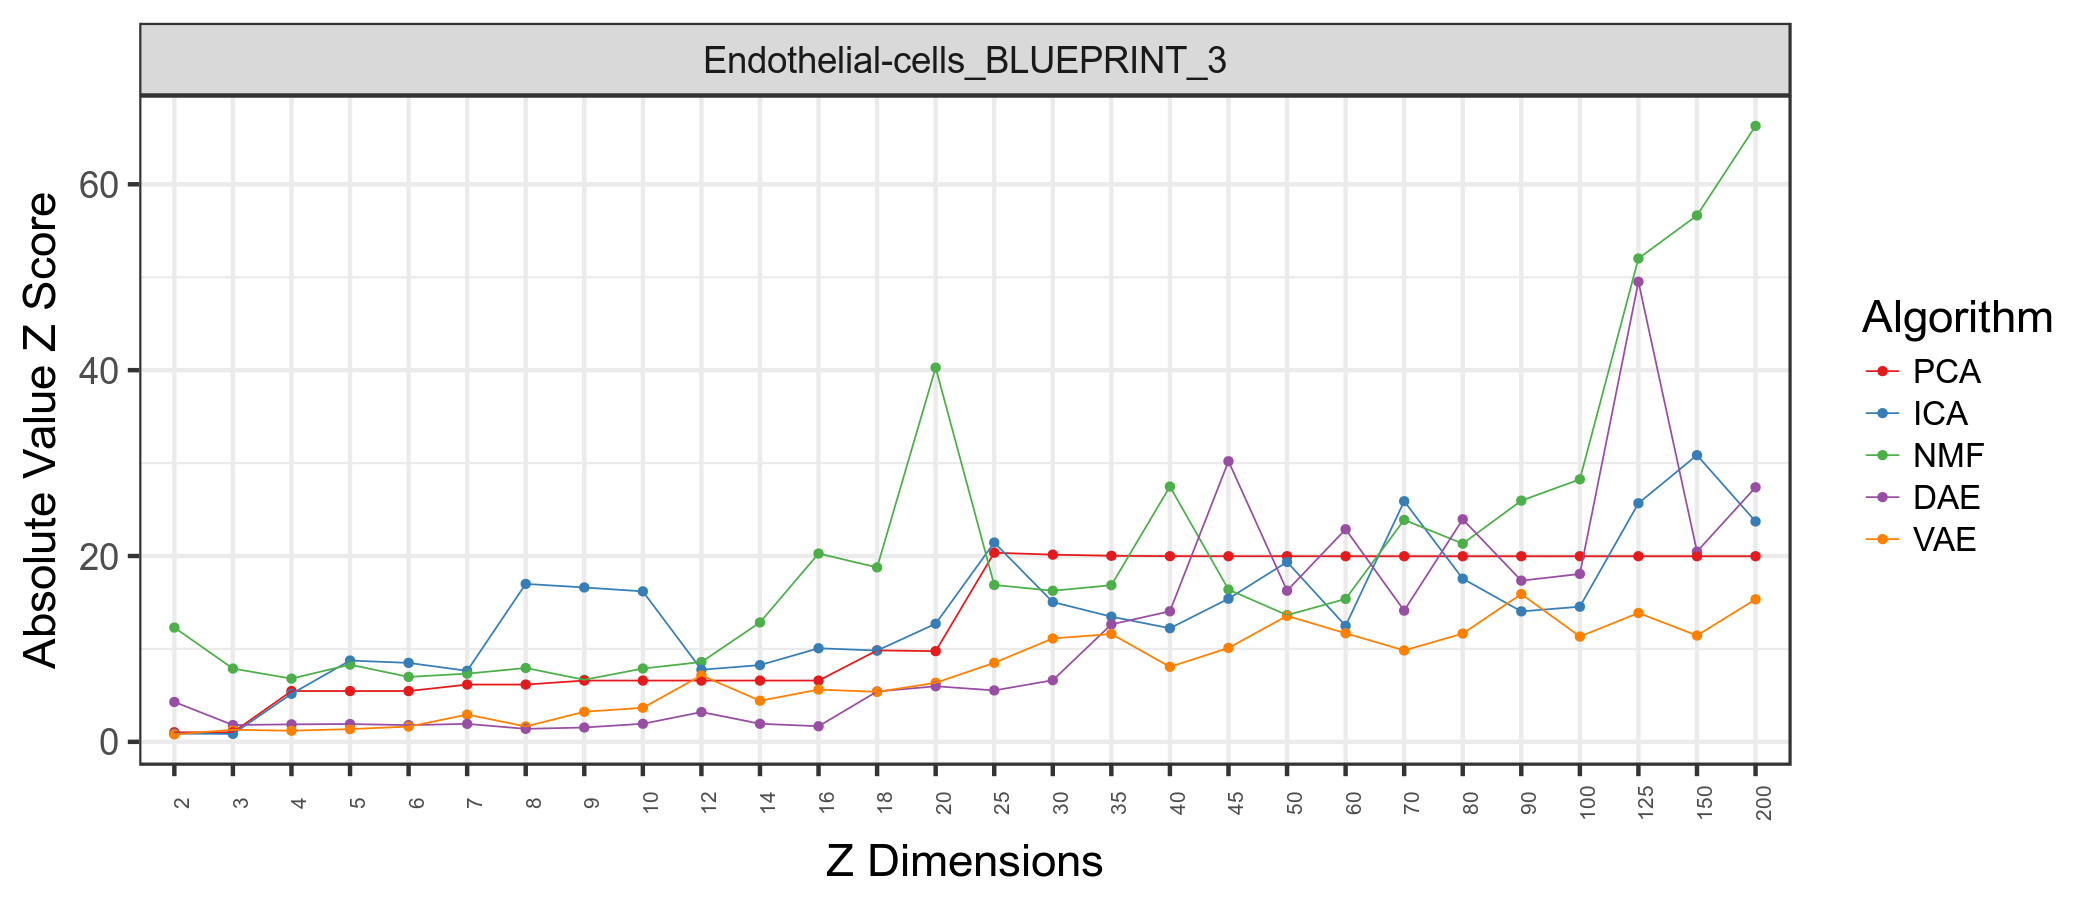 Endothelial-cells_BLUEPRINT_3
Absolute Value Z Score
60
40
20
0
2 3 4 5 6 7 8 9 10 12 14 16 18 20 25 30 35 40 45 50 60 70 80 90 100 125 150 200
Z Dimensions
Algorithm
PCA
ICA
NMF
DAE
VAE